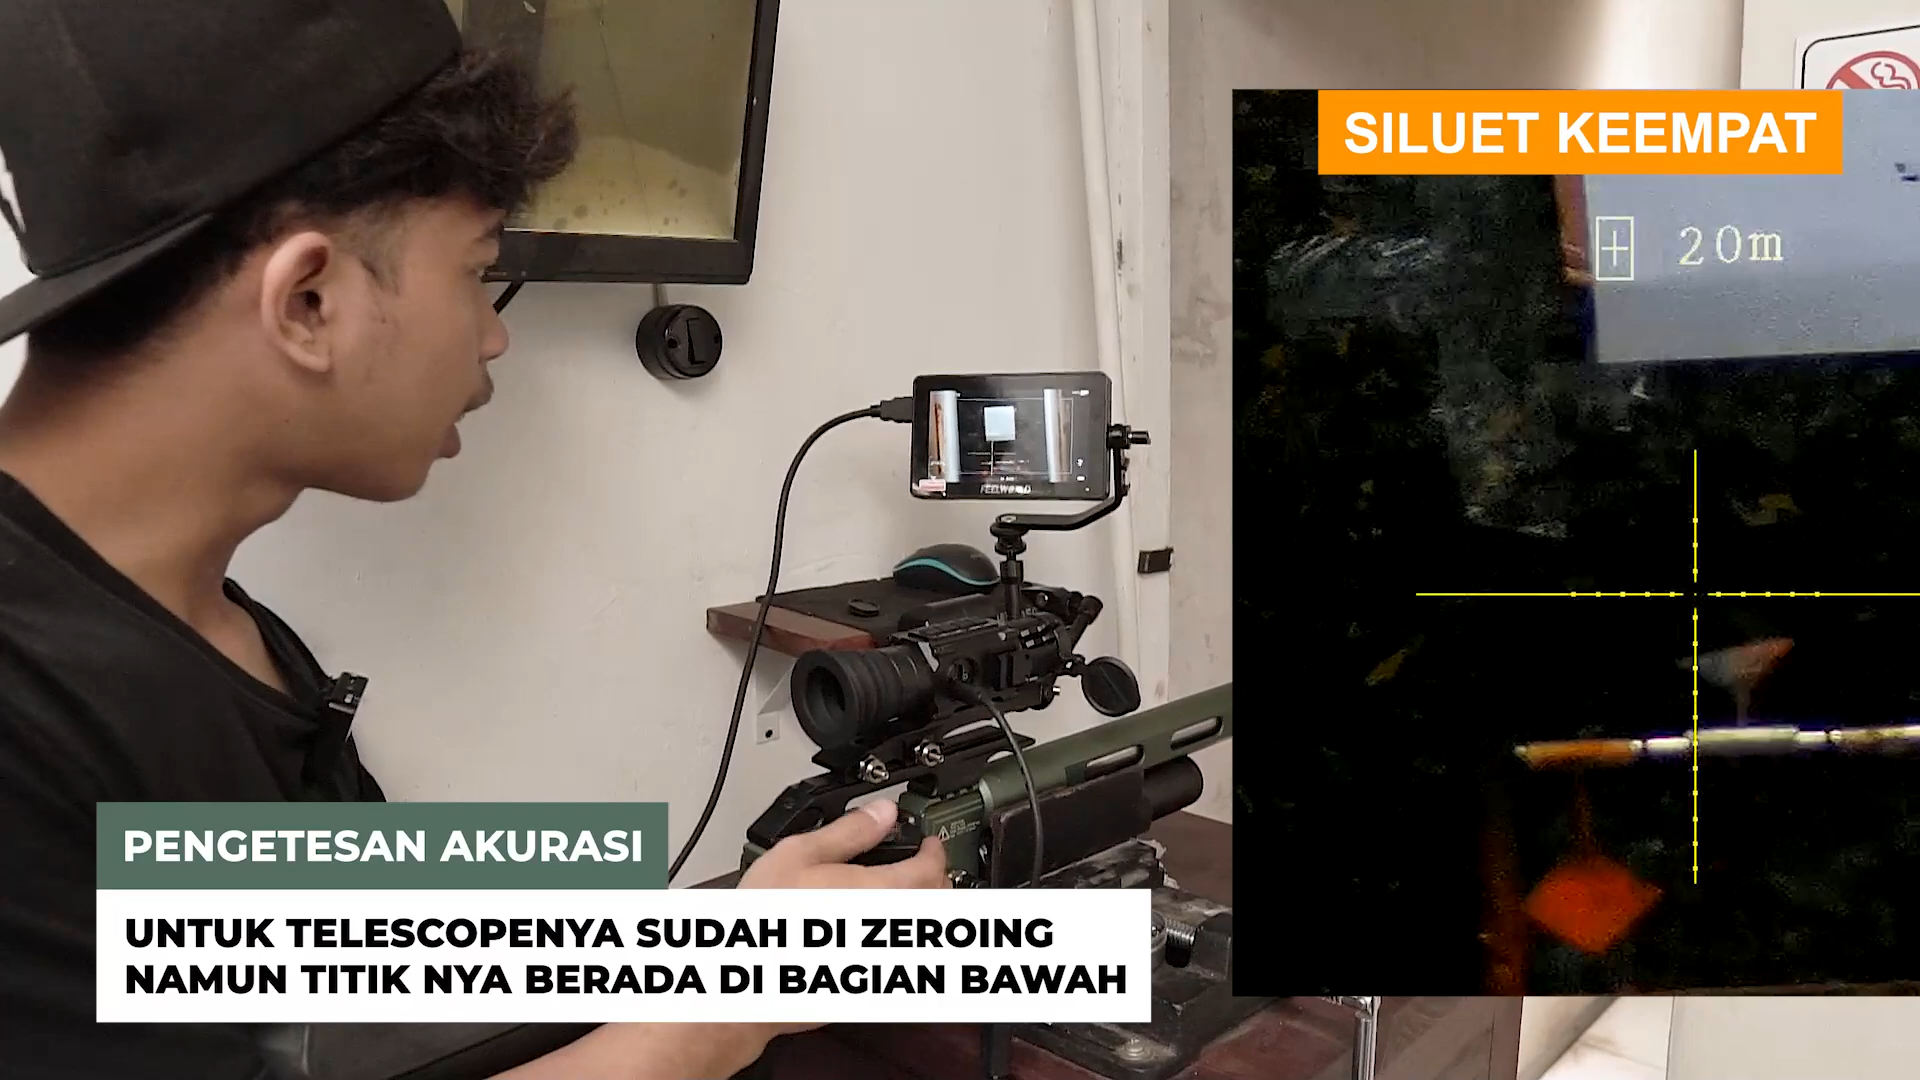 SILUET KEEMPAT
20m
FEELWORLD
PENGETESAN AKURASI
UNTUK TELESCOPENYA SUDAH DI ZEROING
NAMUN TITIK NYA BERADA DI BAGIAN BAWAH